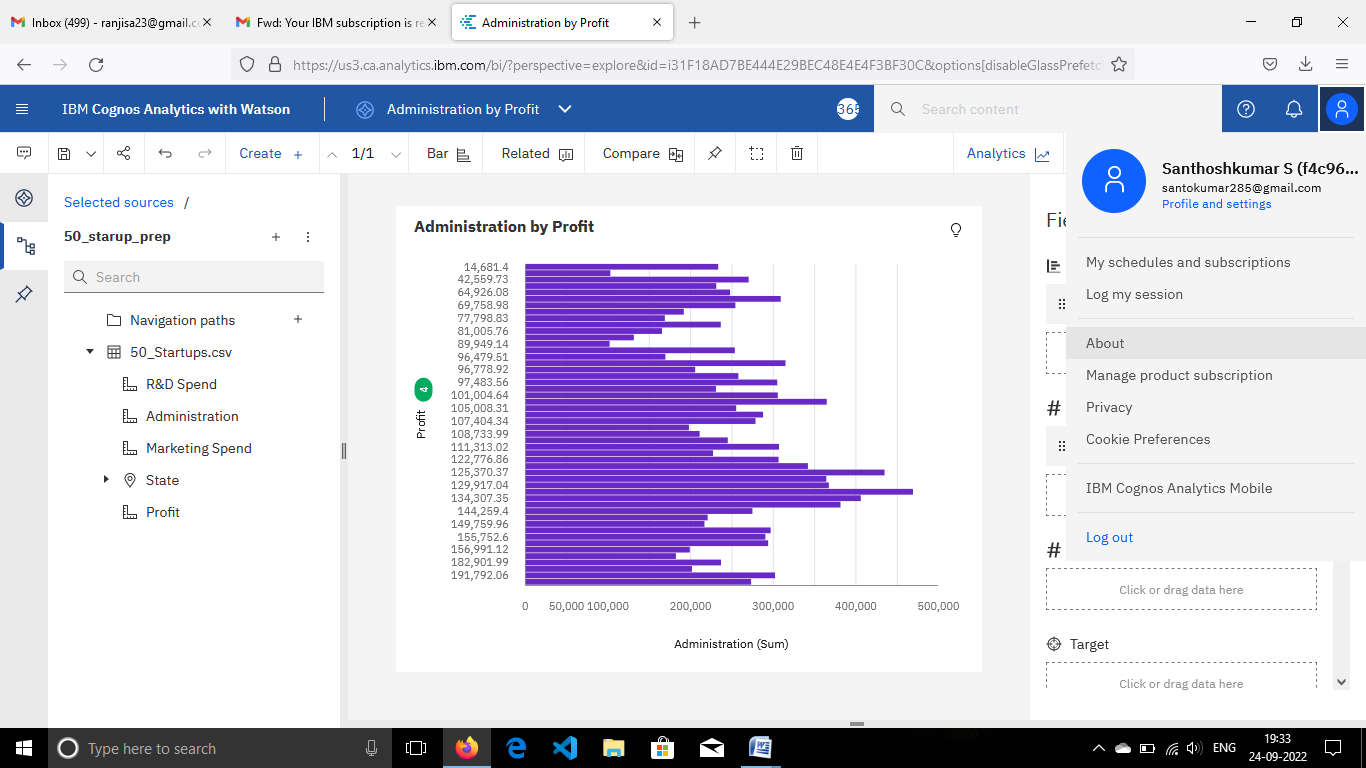 Inbox (499) - ranjisa23@gmail.c
Fwd: Your IBM subscription is re
Administration by Profit
https://us3.ca.analytics.ibm.com/bi/?perspective=explore&id=i31F18AD7BE444E29BEC48E4E4F3BF30C&options[disableGlassPrefetc
IBM Cognos Analytics with Watson
Administration by Profit
365
Search content
Create +
1/1
Bar
Related
Compare
Analytics
Selected sources /
50_starup_prep
Search
Navigation paths
50_Startups.csv
R&D Spend
Administration
Marketing Spend
State
Profit
Administration by Profit
14,681.4
42,559.73
64,926.08
69,758.98
77,798.83
81,005.76
89,949.14
96,479.51
96,778.92
97,483.56
101,004.64
105,008.31
107,404.34
108,733.99
111,313.02
122,776.86
125,370.37
129,917.04
134,307.35
144,259.4
149,759.96
155,752.6
156,991.12
182,901.99
191,792.06
4
Profit
0 50,000 100,000 200,000 300,000 400,000 500,000
Administration (Sum)
Fie
#
#
Click or drag data here
Target
Click or drag data here
Santhoshkumar S (f4c96...
santokumar285@gmail.com
Profile and settings
My schedules and subscriptions
Log my session
About
Manage product subscription
Privacy
Cookie Preferences
IBM Cognos Analytics Mobile
Log out
Type here to search
ENG
19:33
24-09-2022